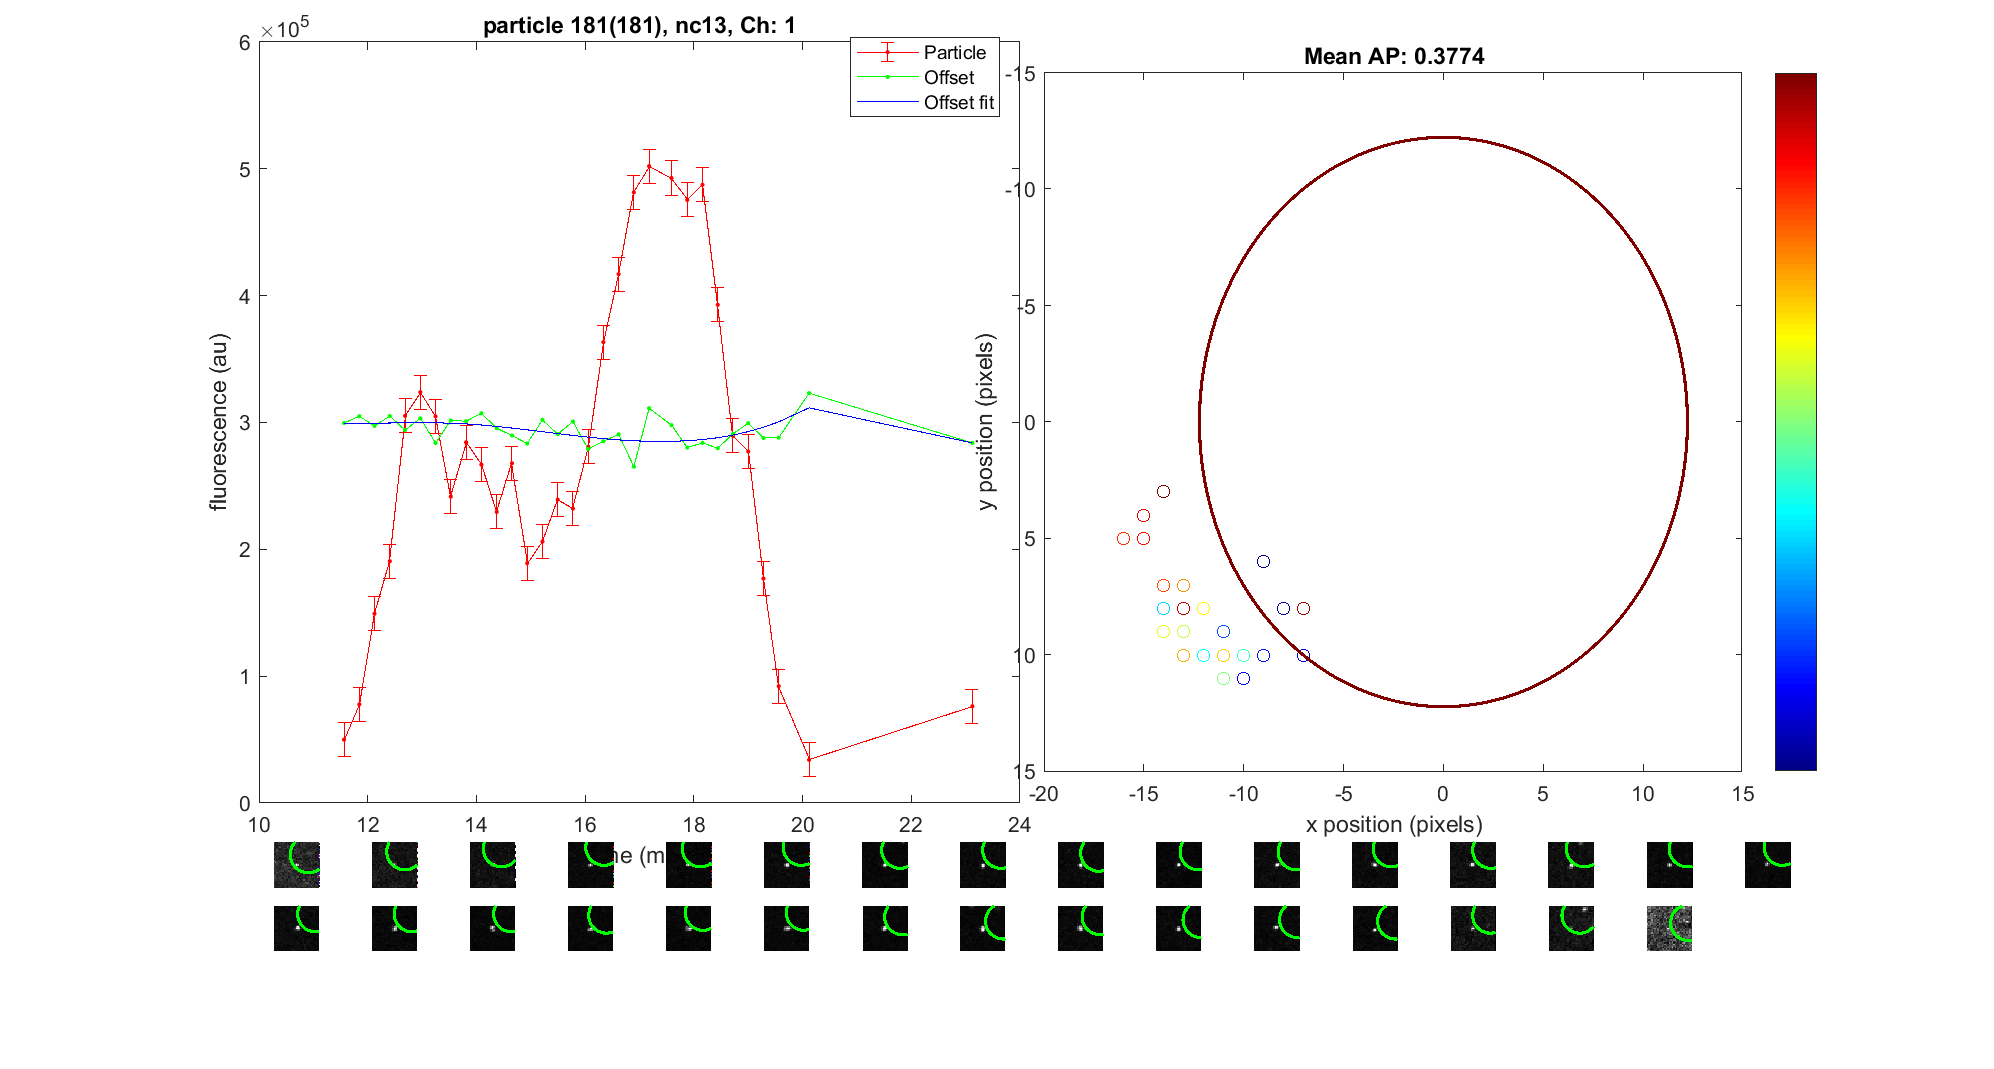 particle 181(181), nc13, Ch: 1
×10^5
6
5
4
3
2
1
0
fluorescence (au)
10 12 14 16 18 20 22 24
ne (m
Particle
Offset
Offset fit
Mean AP: 0.3774
-15
-10
-5
0
5
10
15
y position (pixels)
-20 -15 -10 -5 0 5 10 15
x position (pixels)